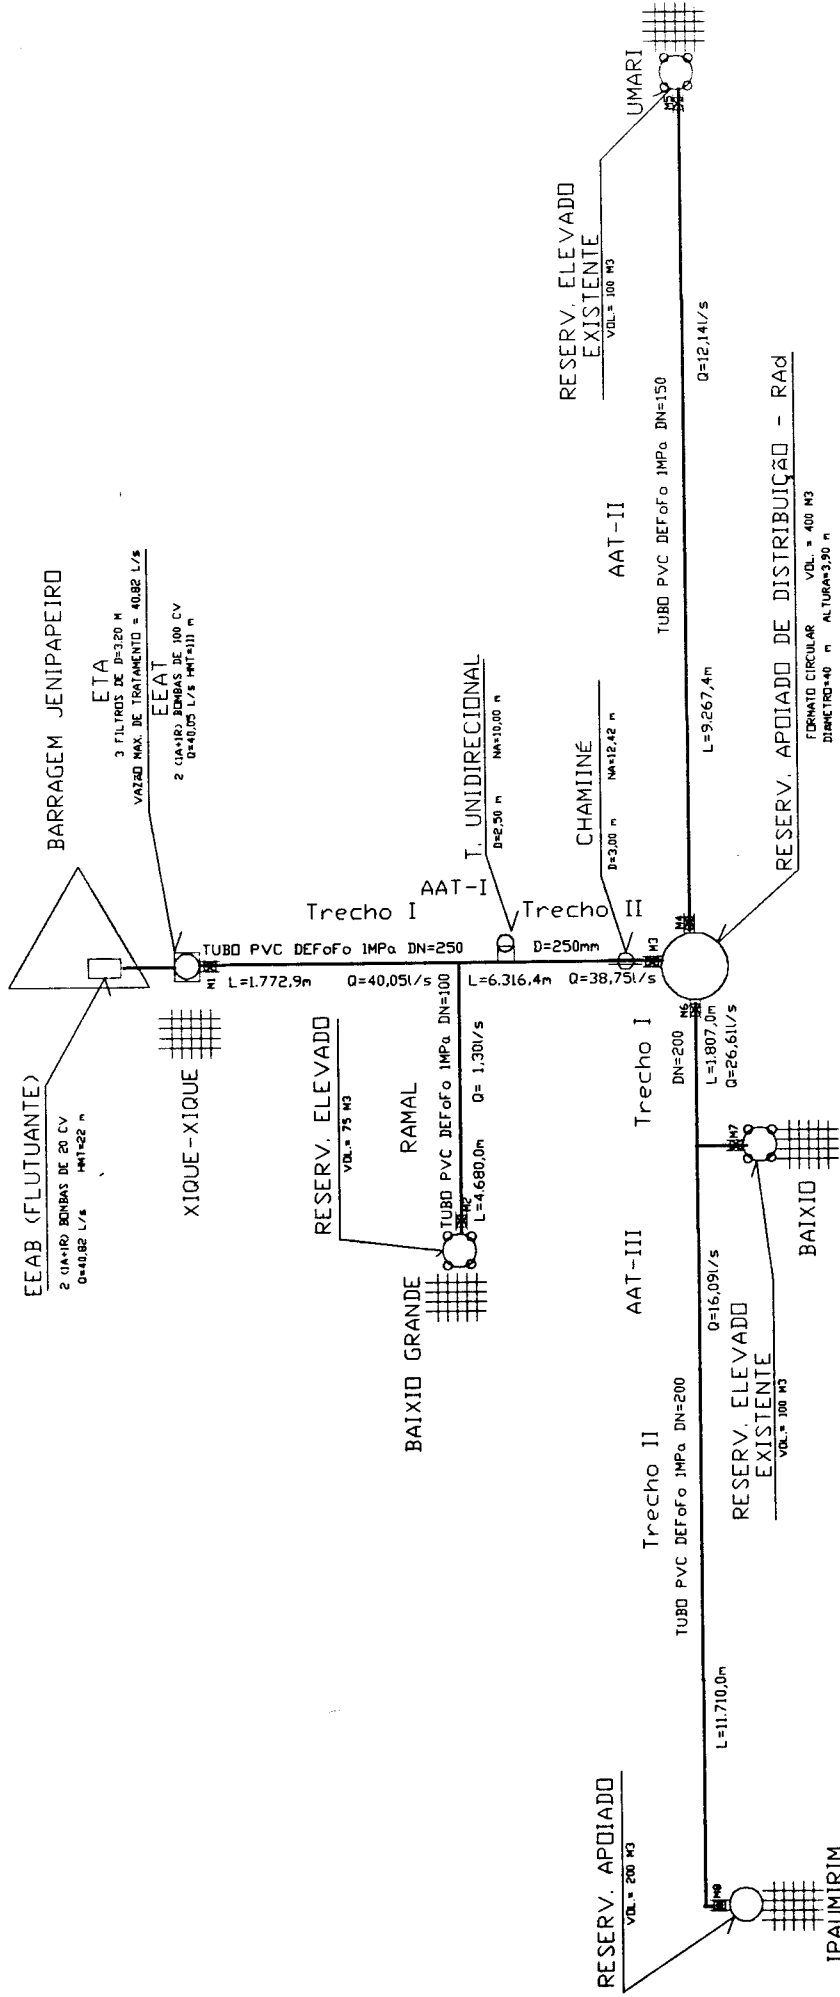 BARRAGEM JENIPAPEIRO
ETA
3 FILTROS DE D=3,20 M
VAZÃO MAX. DE TRATAMENTO = 40,82 L/s
EEAT
2 (1A+1R) BOMBAS DE 100 CV
Q=40,05 L/s HMT=111 m
EEAB (FLUTUANTE)
2 (1A+1R) BOMBAS DE 20 CV
Q=40,82 L/s HMT=22 m
XIQUE-XIQUE
M1
Trecho I
AAT-I
TUBO PVC DEFoFo 1MPa DN=250
L=1.772,9m
Q=40,05l/s
T. UNIDIRECIONAL
D=2,50 m NA=10,00 m
Trecho II
D=250mm
L=6.316,4m
Q=38,75l/s
CHAMINÉ
D=3,00 m NA=12,42 m
M3
RESERV. ELEVADO
VOL.= 75 M3
RAMAL
TUBO PVC DEFoFo 1MPa DN=100
L=4.680,0m
Q= 1,30l/s
M2
BAIXIO GRANDE
RESERV. ELEVADO
EXISTENTE
VOL.= 100 M3
UMARI
M5
AAT-II
TUBO PVC DEFoFo 1MPa DN=150
L=9.267,4m
Q=12,14l/s
M4
RESERV. APOIADO DE DISTRIBUIÇÃO - RAd
FORMATO CIRCULAR VOL. = 400 M3
DIAMETRO=40 m ALTURA=3,90 m
M6
Trecho I
DN=200
L=1.807,0m
Q=26,61l/s
M7
BAIXIO
AAT-III
Q=16,09l/s
RESERV. ELEVADO
EXISTENTE
VOL.= 100 M3
Trecho II
TUBO PVC DEFoFo 1MPa DN=200
L=11.710,0m
RESERV. APOIADO
VOL.= 200 M3
M8
IPAUMIRIM